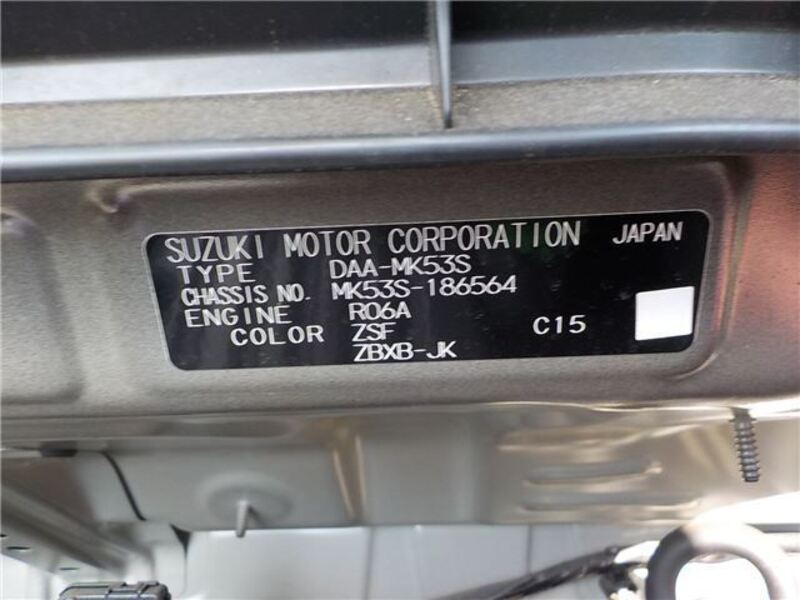 SUZUKI MOTOR CORPORATION JAPAN
TYPE DAA-MK53S
CHASSIS NO. MK53S-186564
ENGINE R06A
COLOR ZSF C15
ZBXB-JK